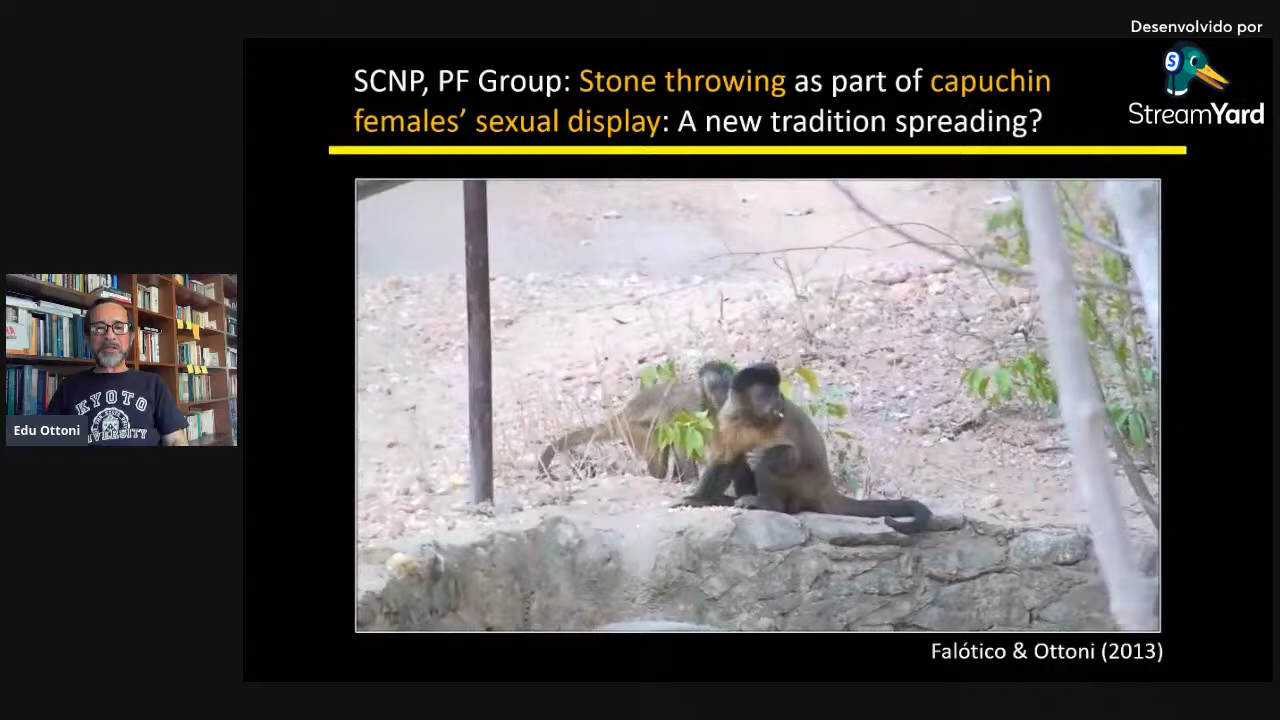 Desenvolvido por
StreamYard
SCNP, PF Group: Stone throwing as part of capuchin
females’ sexual display: A new tradition spreading?
KYOTO
UNIVERSITY
Edu Ottoni
Falótico & Ottoni (2013)